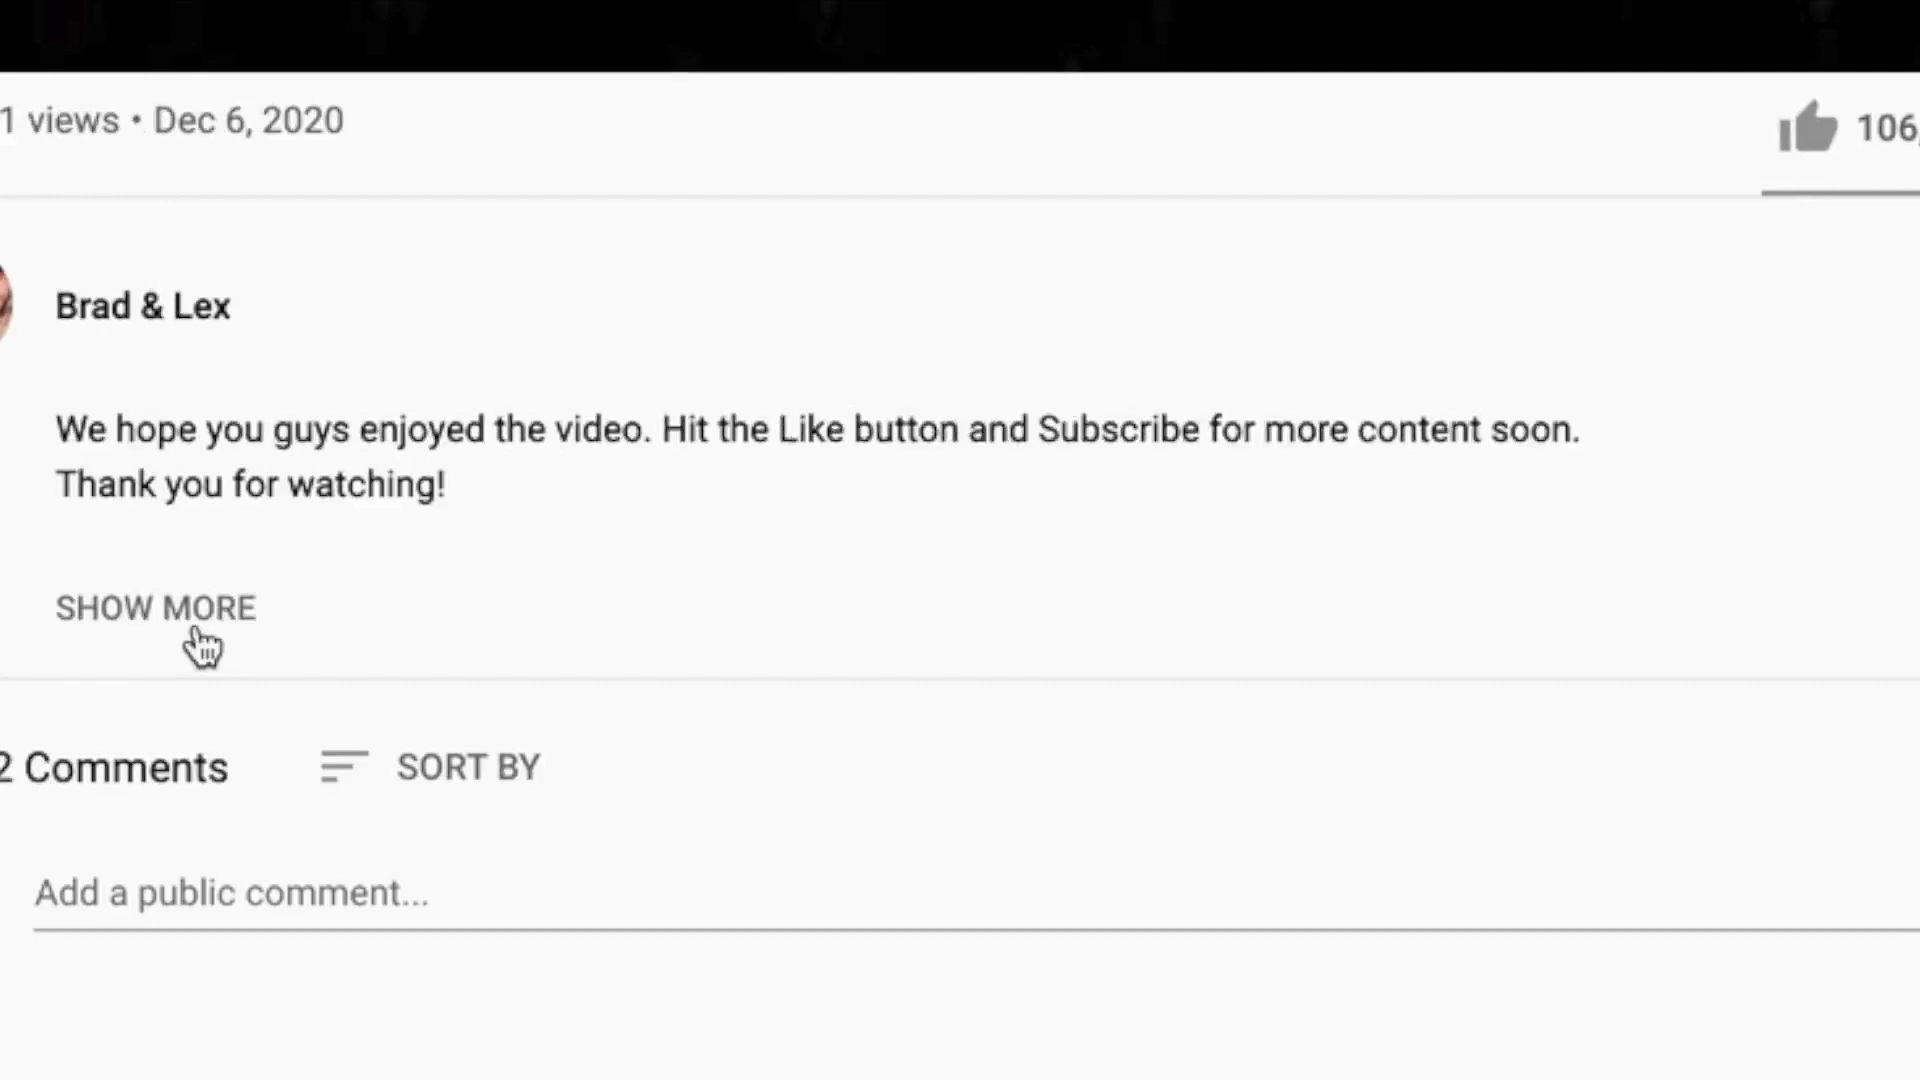 1 views • Dec 6, 2020
106,
Brad & Lex
We hope you guys enjoyed the video. Hit the Like button and Subscribe for more content soon.
Thank you for watching!
SHOW MORE
2 Comments
SORT BY
Add a public comment...